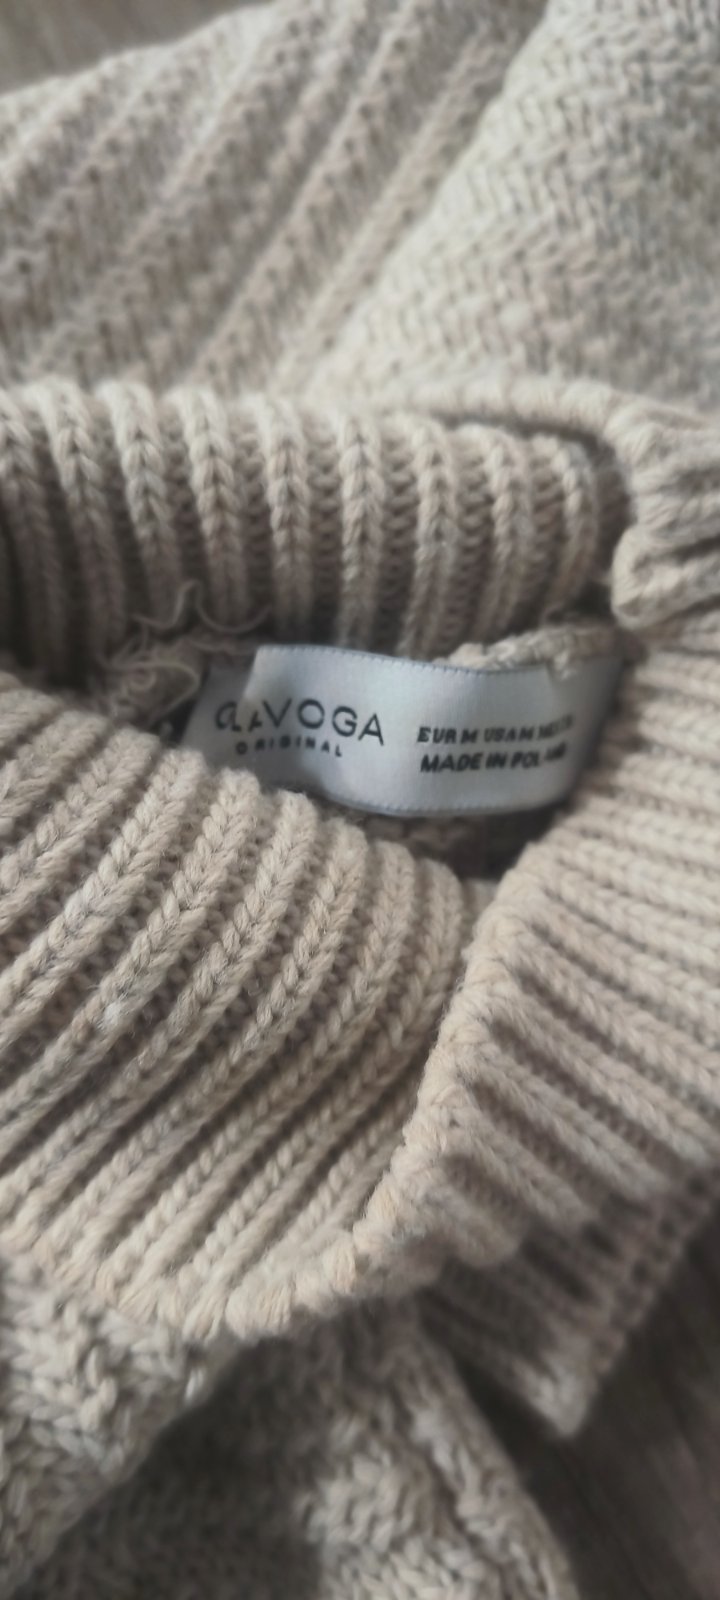 OLAVOGA
ORIGINAL
EUR M USA M
MADE IN POLAND